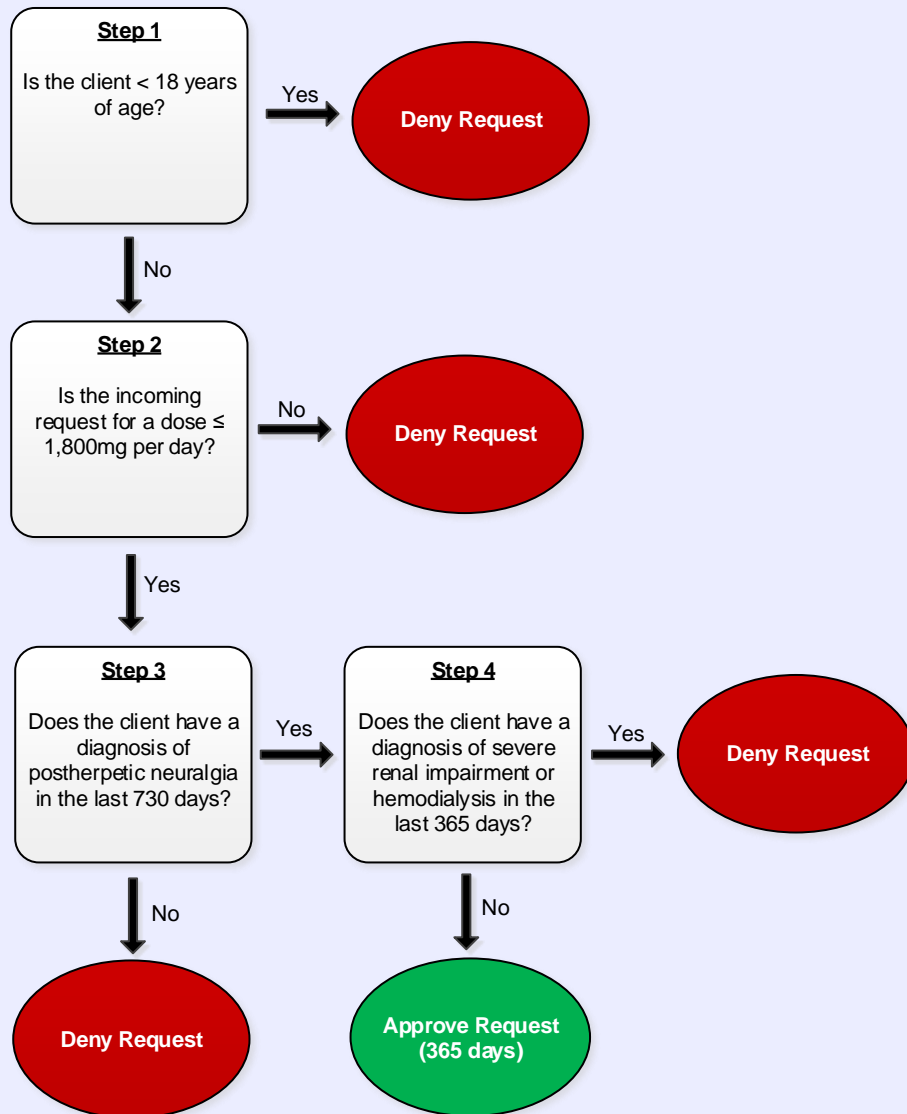 Step 1
Is the client < 18 years
of age?
Yes
Deny Request
No
Step 2
Is the incoming
request for a dose ≤
1,800mg per day?
No
Deny Request
Yes
Step 3
Does the client have a
diagnosis of
postherpetic neuralgia
in the last 730 days?
Yes
Step 4
Does the client have a
diagnosis of severe
renal impairment or
hemodialysis in the
last 365 days?
Yes
Deny Request
No
Deny Request
No
Approve Request
(365 days)